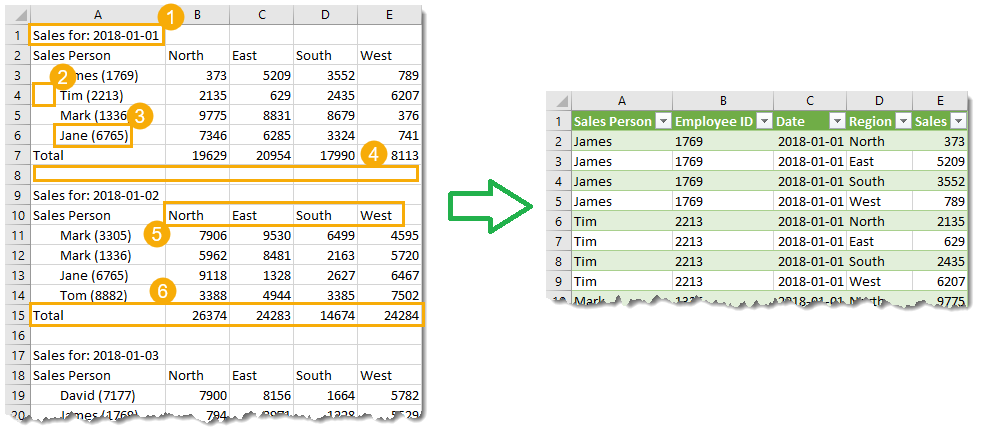 A B C D E
1
1 Sales for: 2018-01-01
2 Sales Person North East South West
3 James (1769) 373 5209 3552 789
2
4 Tim (2213) 2135 629 2435 6207
5 Mark (1336) 9775 8831 8679 376
3
6 Jane (6765) 7346 6285 3324 741
7 Total 19629 20954 17990 8113
4
8
9 Sales for: 2018-01-02
10 Sales Person North East South West
11 Mark (3305) 7906 9530 6499 4595
5
12 Mark (1336) 5962 8481 2163 5720
13 Jane (6765) 9118 1328 2627 6467
14 Tom (8882) 3388 4944 3385 7502
6
15 Total 26374 24283 14674 24284
16
17 Sales for: 2018-01-03
18 Sales Person North East South West
19 David (7177) 7900 8156 1664 5782
20 James (1769) 794
A B C D E
1 Sales Person Employee ID Date Region Sales
2 James 1769 2018-01-01 North 373
3 James 1769 2018-01-01 East 5209
4 James 1769 2018-01-01 South 3552
5 James 1769 2018-01-01 West 789
6 Tim 2213 2018-01-01 North 2135
7 Tim 2213 2018-01-01 East 629
8 Tim 2213 2018-01-01 South 2435
9 Tim 2213 2018-01-01 West 6207
10 Mark 2018-01-01 North 9775